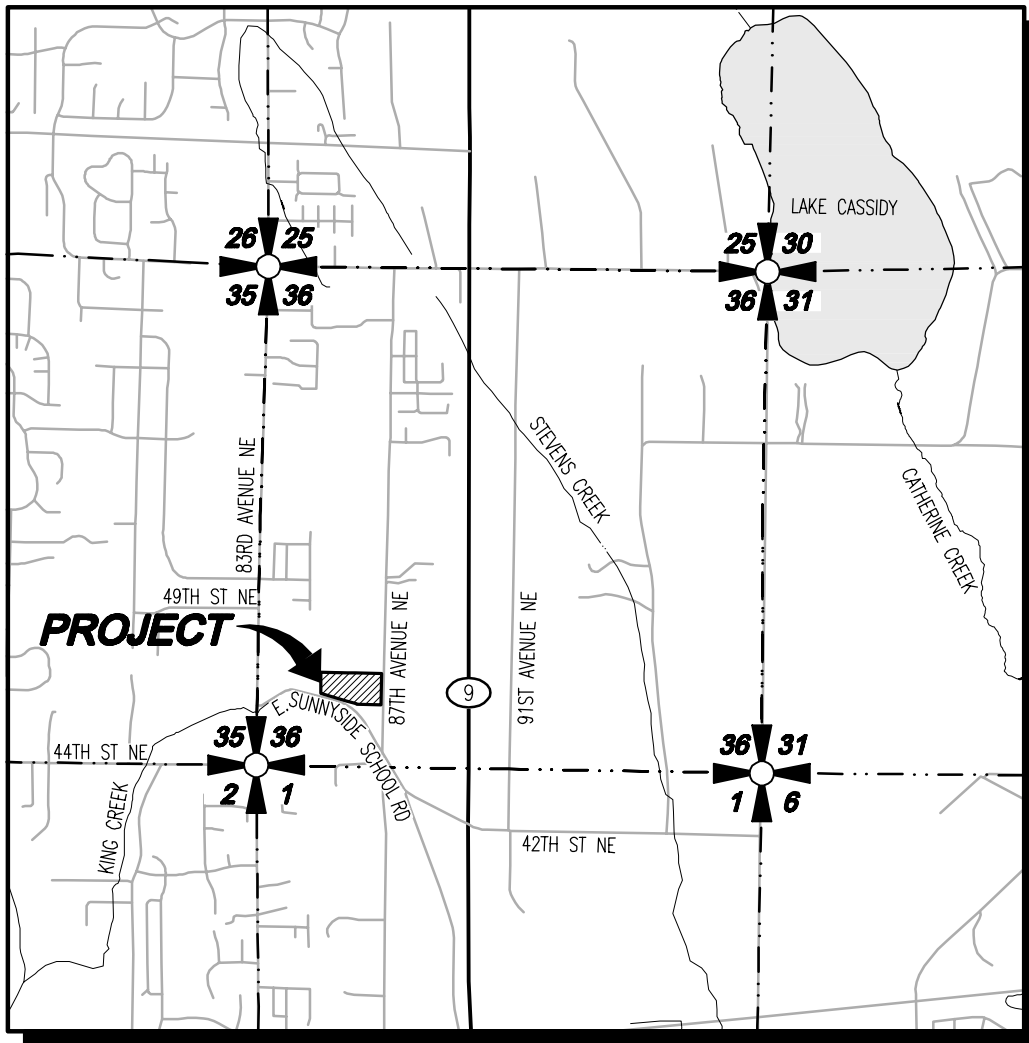 LAKE CASSIDY
26 25
35 36
25 30
36 31
STEVENS CREEK
83RD AVENUE NE
CATHERINE CREEK
49TH ST NE
PROJECT
87TH AVENUE NE
91ST AVENUE NE
9
E.SUNNYSIDE SCHOOL RD
44TH ST NE
35 36
2 1
36 31
1 6
KING CREEK
42TH ST NE